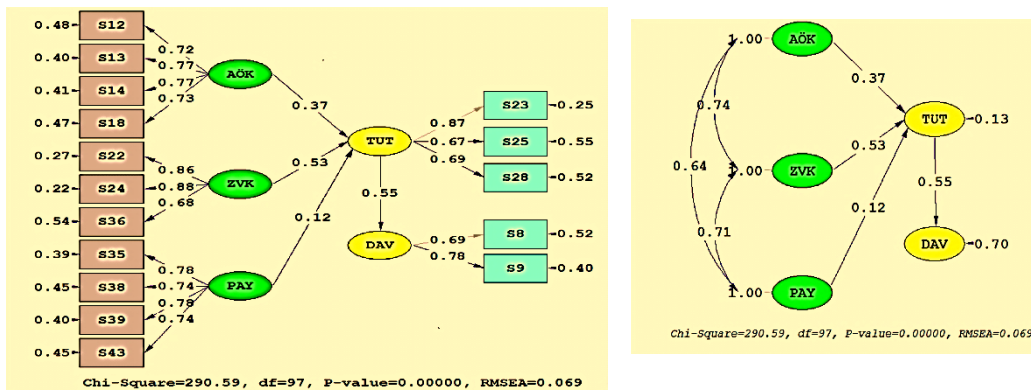 0.48 S12
0.72
0.40 S13
0.77
AÖK
0.41 S14
0.77
0.73
0.47 S18
0.37
S23 0.25
0.87
0.27 S22
TUT
0.67 S25 0.55
0.86
0.53
0.69
0.22 S24
0.88
ZVK
S28 0.52
0.68
0.54 S36
0.55
0.12
0.39 S35
0.69 S8 0.52
DAV
0.78
0.78
S9 0.40
0.45 S38
0.74
PAY
0.78
0.40 S39
0.74
0.45 S43
Chi-Square=290.59, df=97, P-value=0.00000, RMSEA=0.069
1.00 AÖK
0.37
0.74
TUT 0.13
0.64
0.53
1.00 ZVK
0.55
0.12
0.71
DAV 0.70
1.00 PAY
Chi-Square=290.59, df=97, P-value=0.00000, RMSEA=0.069